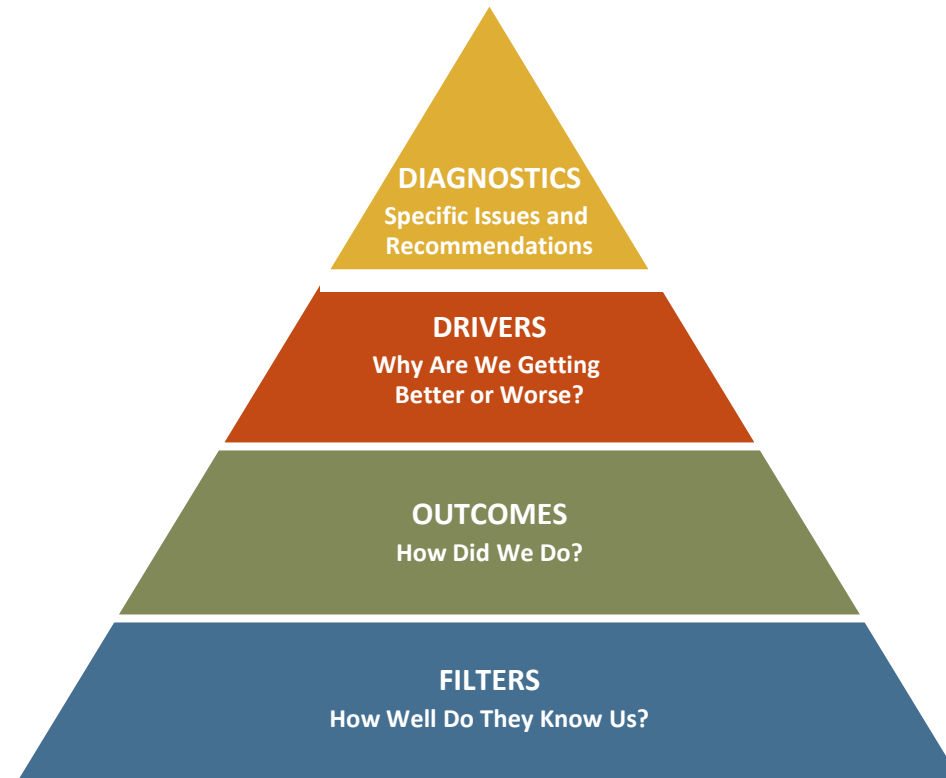 DIAGNOSTICS
Specific Issues and
Recommendations
DRIVERS
Why Are We Getting
Better or Worse?
OUTCOMES
How Did We Do?
FILTERS
How Well Do They Know Us?